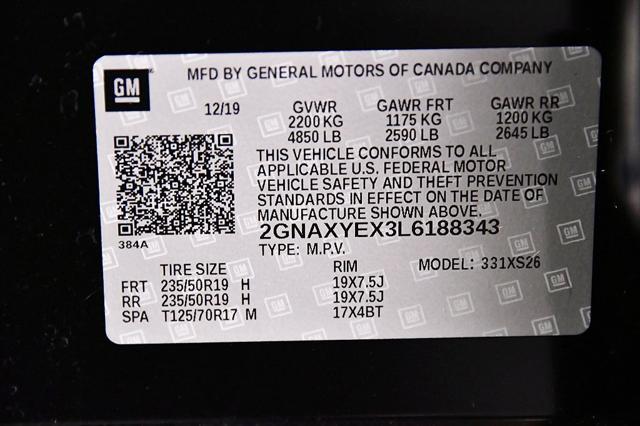 GM
MFD BY GENERAL MOTORS OF CANADA COMPANY
12/19 GVWR GAWR FRT GAWR RR
2200 KG 1175 KG 1200 KG
4850 LB 2590 LB 2645 LB
THIS VEHICLE CONFORMS TO ALL
APPLICABLE U.S. FEDERAL MOTOR
VEHICLE SAFETY AND THEFT PREVENTION
STANDARDS IN EFFECT ON THE DATE OF
MANUFACTURE SHOWN ABOVE.
2GNAXYEX3L6188343
384A
TYPE: M.P.V.
TIRE SIZE RIM MODEL: 331XS26
FRT 235/50R19 H 19X7.5J
RR 235/50R19 H 19X7.5J
SPA T125/70R17 M 17X4BT